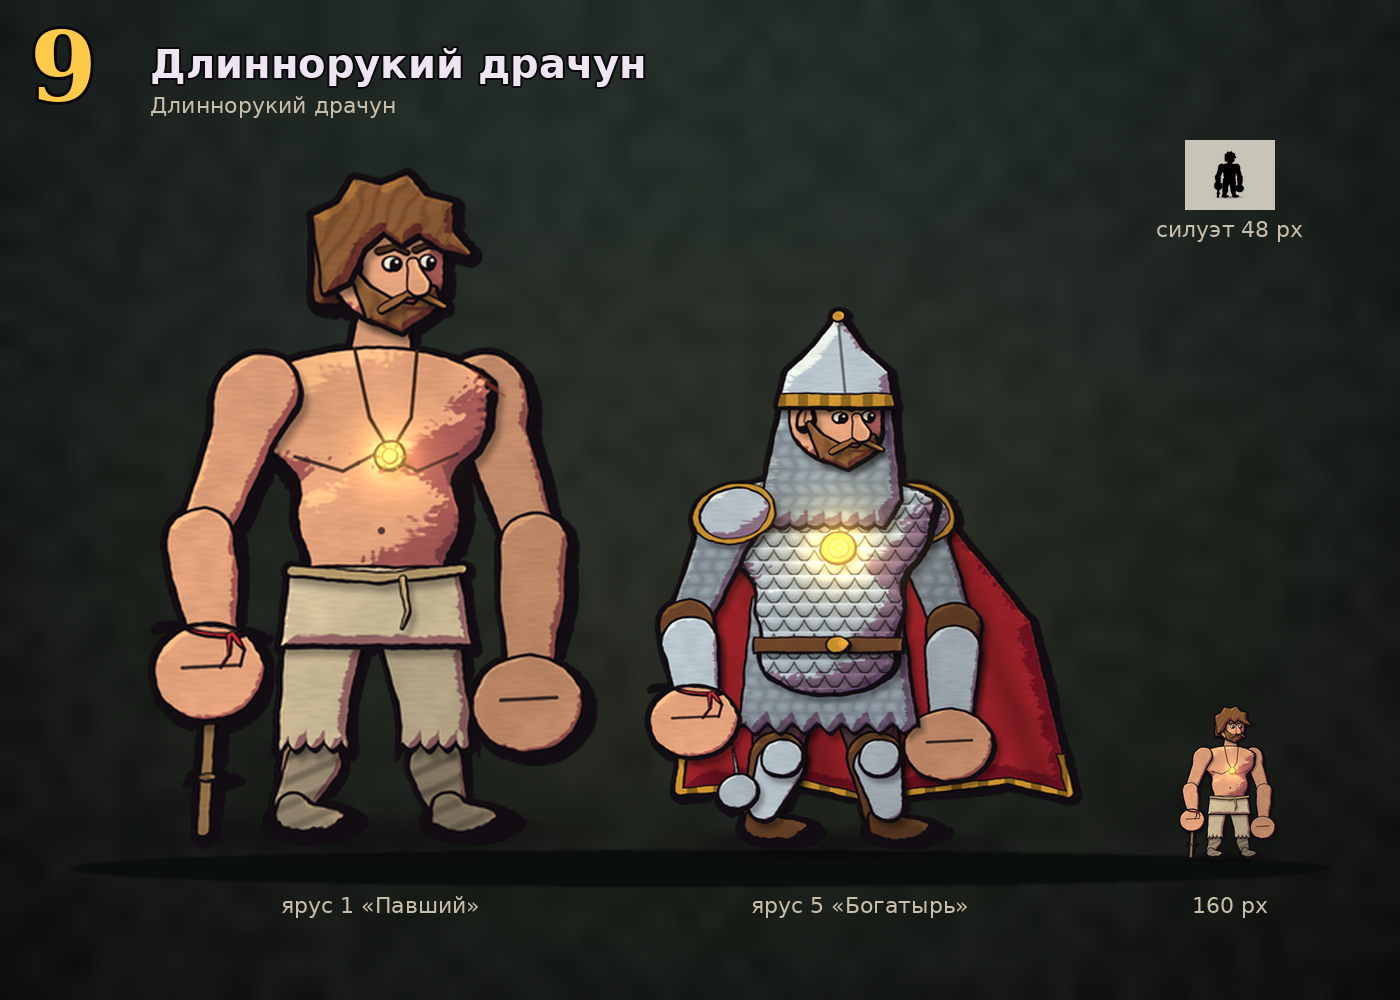 9
Длиннорукий драчун
Длиннорукий драчун
силуэт 48 px
ярус 1 «Павший»
ярус 5 «Богатырь»
160 px